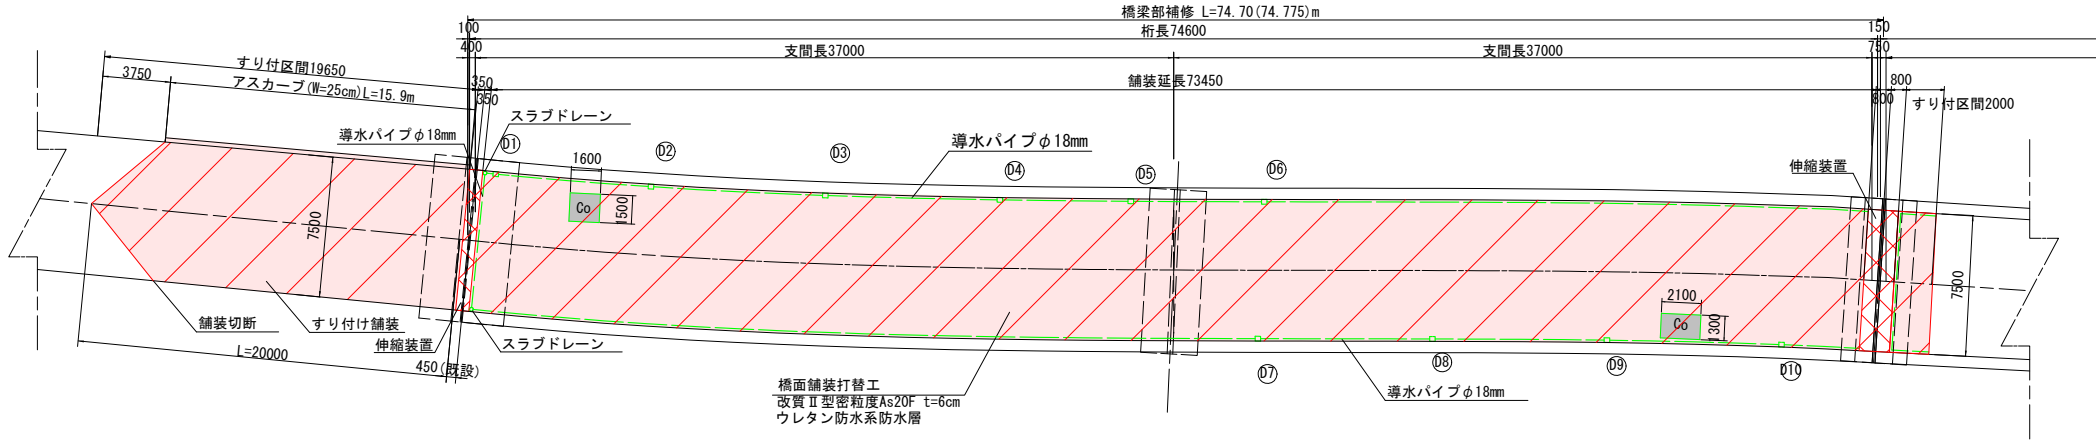 橋梁部補修 L=74.70(74.775)m
100
桁長74600
150
400
支間長37000
支間長37000
750
すり付区間19650
3750
アスカーブ(W=25cm)L=15.9m
350
350
舗装延長73450
800
800
すり付区間2000
スラブドレーン
導水パイプφ18mm
D1
D2
D3
導水パイプφ18mm
D4
D5
D6
伸縮装置
1600
Co
1500
7500
7500
2100
Co
1300
舗装切断
すり付け舗装
伸縮装置
スラブドレーン
L=20000
450(既設)
橋面舗装打替工
改質Ⅱ型密粒度As20F t=6cm
ウレタン防水系防水層
D7
D8
D9
D10
導水パイプφ18mm